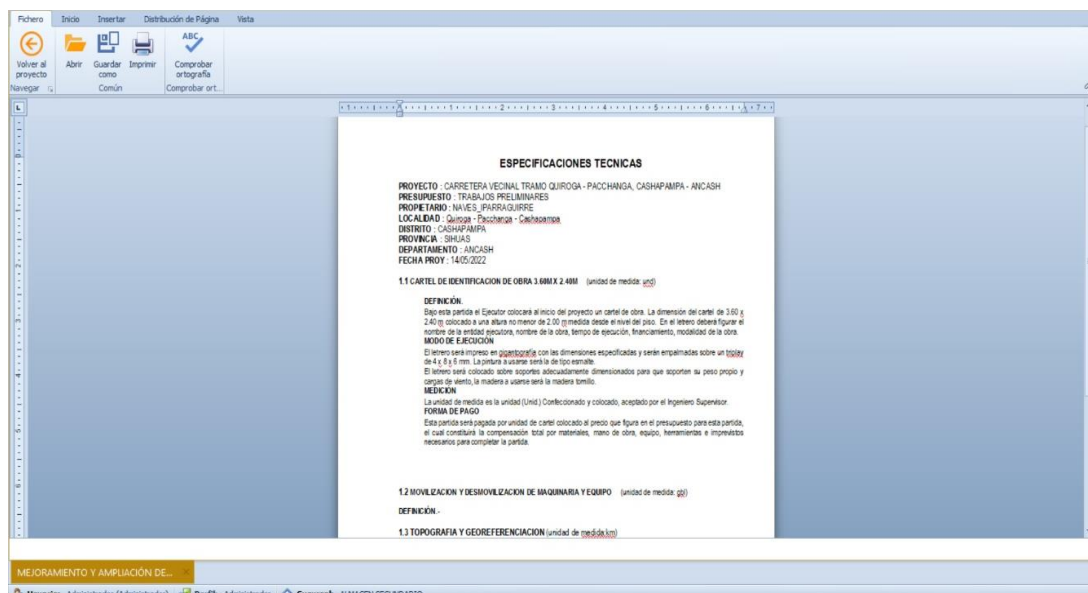 Fichero Inicio Insertar Distribución de Página Vista
Volver al proyecto
Abrir
Guardar como
Imprimir
ABC
Comprobar ortografía
Navegar Común Comprobar ort...
ESPECIFICACIONES TECNICAS
PROYECTO : CARRETERA VECINAL TRAMO QUIROGA - PACCHANGA, CASHAPAMPA - ANCASH
PRESUPUESTO : TRABAJOS PRELIMINARES
PROPIETARIO : NAVES_IPARRAGUIRRE
LOCALIDAD : Quiroga - Pacchanga - Cashapampa
DISTRITO : CASHAPAMPA
PROVINCIA : SIHUAS
DEPARTAMENTO : ANCASH
FECHA PROY : 14/05/2022
1.1 CARTEL DE IDENTIFICACION DE OBRA 3.60M X 2.40M (unidad de medida: und)
DEFINICIÓN.
Bajo esta partida el Ejecutor colocará al inicio del proyecto un cartel de obra. La dimensión del cartel de 3.60 x
2.40 m colocado a una altura no menor de 2.00 m medida desde el nivel del piso. En el letrero deberá figurar el
nombre de la entidad ejecutora, nombre de la obra, tiempo de ejecución, financiamiento, modalidad de la obra.
MODO DE EJECUCIÓN
El letrero será impreso en gigantografía con las dimensiones especificadas y serán empalmadas sobre un triplay
de 4 x 8 x 6 mm. La pintura a usarse será la de tipo esmalte.
El letrero será colocado sobre soportes adecuadamente dimensionados para que soporten su peso propio y
cargas de viento, la madera a usarse será la madera tornillo.
MEDICIÓN
La unidad de medida es la unidad (Unid.) Confeccionado y colocado, aceptado por el Ingeniero Supervisor.
FORMA DE PAGO
Esta partida será pagada por unidad de cartel colocado al precio que figura en el presupuesto para esta partida,
el cual constituirá la compensación total por materiales, mano de obra, equipo, herramientas e imprevistos
necesarios para completar la partida.
1.2 MOVILIZACION Y DESMOVILIZACION DE MAQUINARIA Y EQUIPO (unidad de medida: gbl)
DEFINICIÓN.-
1.3 TOPOGRAFIA Y GEOREFERENCIACION (unidad de medida:km)
MEJORAMIENTO Y AMPLIACIÓN DE...